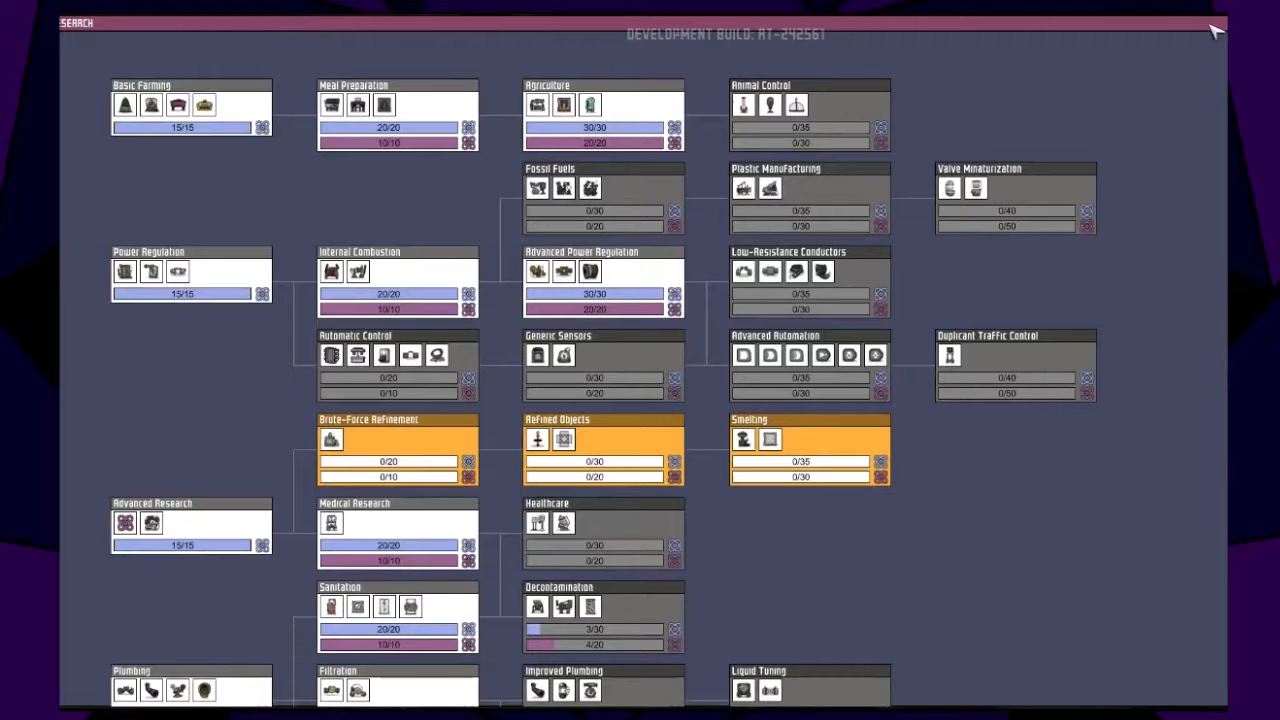 SEARCH
DEVELOPMENT BUILD: AT-242561
Basic Farming
Meal Preparation
Agriculture
Animal Control
15/15
20/20
30/30
0/35
10/10
20/20
0/30
Fossil Fuels
Plastic Manufacturing
Valve Minaturization
0/30
0/35
0/40
0/20
0/30
0/50
Power Regulation
Internal Combustion
Advanced Power Regulation
Low-Resistance Conductors
15/15
20/20
30/30
0/35
10/10
20/20
0/30
Automatic Control
Generic Sensors
Advanced Automation
Duplicant Traffic Control
0/20
0/30
0/35
0/40
0/10
0/20
0/30
0/50
Brute-Force Refinement
Refined Objects
Smelting
0/20
0/30
0/35
0/10
0/20
0/30
Advanced Research
Medical Research
Healthcare
15/15
20/20
0/30
10/10
0/20
Sanitation
Decontamination
20/20
3/30
10/10
4/20
Plumbing
Filtration
Improved Plumbing
Liquid Tuning